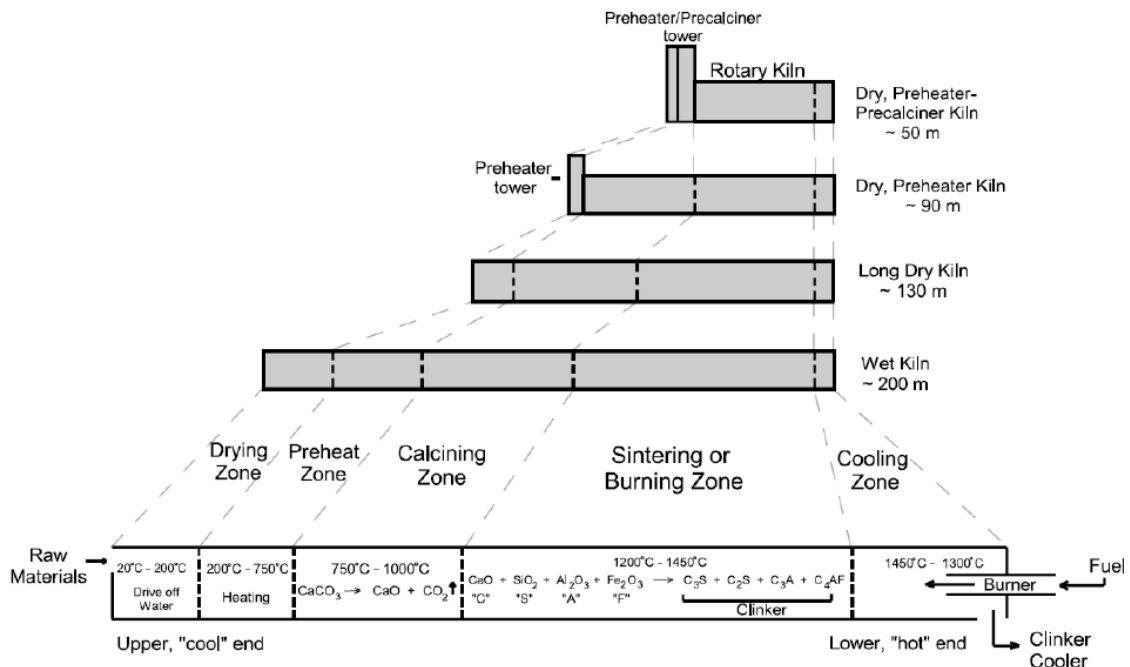 Preheater/Precalciner
tower
Rotary Kiln
Dry, Preheater-
Precalciner Kiln
~ 50 m
Preheater
tower
Dry, Preheater Kiln
~ 90 m
Long Dry Kiln
~ 130 m
Wet Kiln
~ 200 m
Drying
Zone
Preheat
Zone
Calcining
Zone
Sintering or
Burning Zone
Cooling
Zone
Raw
Materials
20°C – 200°C
Drive off
Water
200°C – 750°C
Heating
750°C – 1000°C
CaCO₃ → CaO + CO₂ ↑
1200°C – 1450°C
CaO + SiO₂ + Al₂O₃ + Fe₂O₃ → C₃S + C₂S + C₃A + C₄AF
"C" "S" "A" "F"
Clinker
1450°C – 1300°C
Burner
Fuel
Upper, "cool" end
Lower, "hot" end
Clinker
Cooler